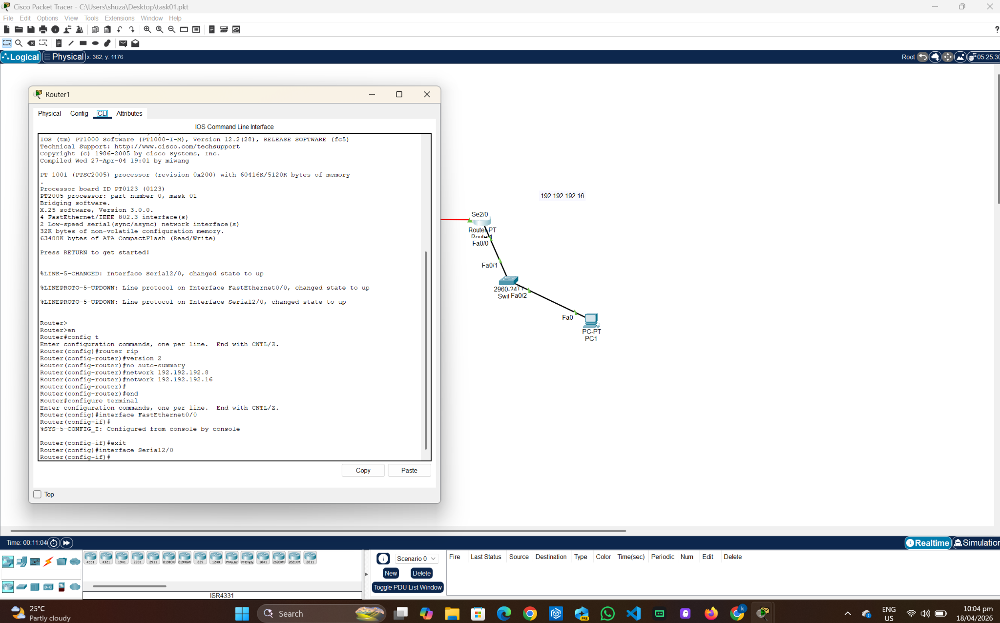 Cisco Packet Tracer - C:\Users\shuza\Desktop\task01.pkt
File Edit Options View Tools Extensions Window Help
?
Logical Physical x: 362, y: 1176 Root 05:25:30
Router1
Physical Config CLI Attributes
IOS Command Line Interface
IOS (tm) PT1000 Software (PT1000-I-M), Version 12.2(28), RELEASE SOFTWARE (fc5)
Technical Support: http://www.cisco.com/techsupport
Copyright (c) 1986-2005 by cisco Systems, Inc.
Compiled Wed 27-Apr-04 19:01 by miwang
PT 1001 (PTSC2005) processor (revision 0x200) with 60416K/5120K bytes of memory
.
Processor board ID PT0123 (0123)
PT2005 processor: part number 0, mask 01
Bridging software.
X.25 software, Version 3.0.0.
4 FastEthernet/IEEE 802.3 interface(s)
2 Low-speed serial(sync/async) network interface(s)
32K bytes of non-volatile configuration memory.
63488K bytes of ATA CompactFlash (Read/Write)
Press RETURN to get started!
%LINK-5-CHANGED: Interface Serial2/0, changed state to up
%LINEPROTO-5-UPDOWN: Line protocol on Interface FastEthernet0/0, changed state to up
%LINEPROTO-5-UPDOWN: Line protocol on Interface Serial2/0, changed state to up
Router>
Router>en
Router#config t
Enter configuration commands, one per line.  End with CNTL/Z.
Router(config)#router rip
Router(config-router)#version 2
Router(config-router)#no auto-summary
Router(config-router)#network 192.192.192.8
Router(config-router)#network 192.192.192.16
Router(config-router)#
Router(config-router)#end
Router#configure terminal
Enter configuration commands, one per line.  End with CNTL/Z.
Router(config)#interface FastEthernet0/0
Router(config-if)#
%SYS-5-CONFIG_I: Configured from console by console
Router(config-if)#exit
Router(config)#interface Serial2/0
Router(config-if)#
Copy Paste
Top
192.192.192.16
Se2/0
Router-PT
Router1
Fa0/0
Fa0/1
2960-24TT
Swit Fa0/2
Fa0
PC-PT
PC1
Time: 00:11:04 Realtime Simulation
4331 4321 1941 2901 2911 819IOX 819HGW 829 1240 PT-Router PT-Empty 1841 2620XM 2621XM 2811
ISR4331
Scenario 0
New Delete
Toggle PDU List Window
Fire Last Status Source Destination Type Color Time(sec) Periodic Num Edit Delete
25°C
Partly cloudy
Search
PRE
k
ENG
US
10:04 pm
18/04/2026